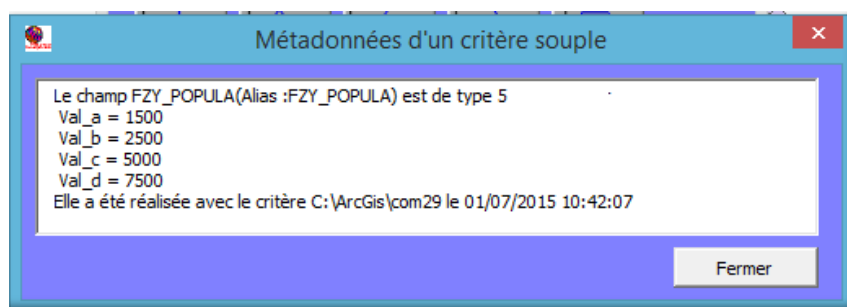 Métadonnées d'un critère souple
Le champ FZY_POPULA(Alias :FZY_POPULA) est de type 5
Val_a = 1500
Val_b = 2500
Val_c = 5000
Val_d = 7500
Elle a été réalisée avec le critère C:\ArcGis\com29 le 01/07/2015 10:42:07
Fermer